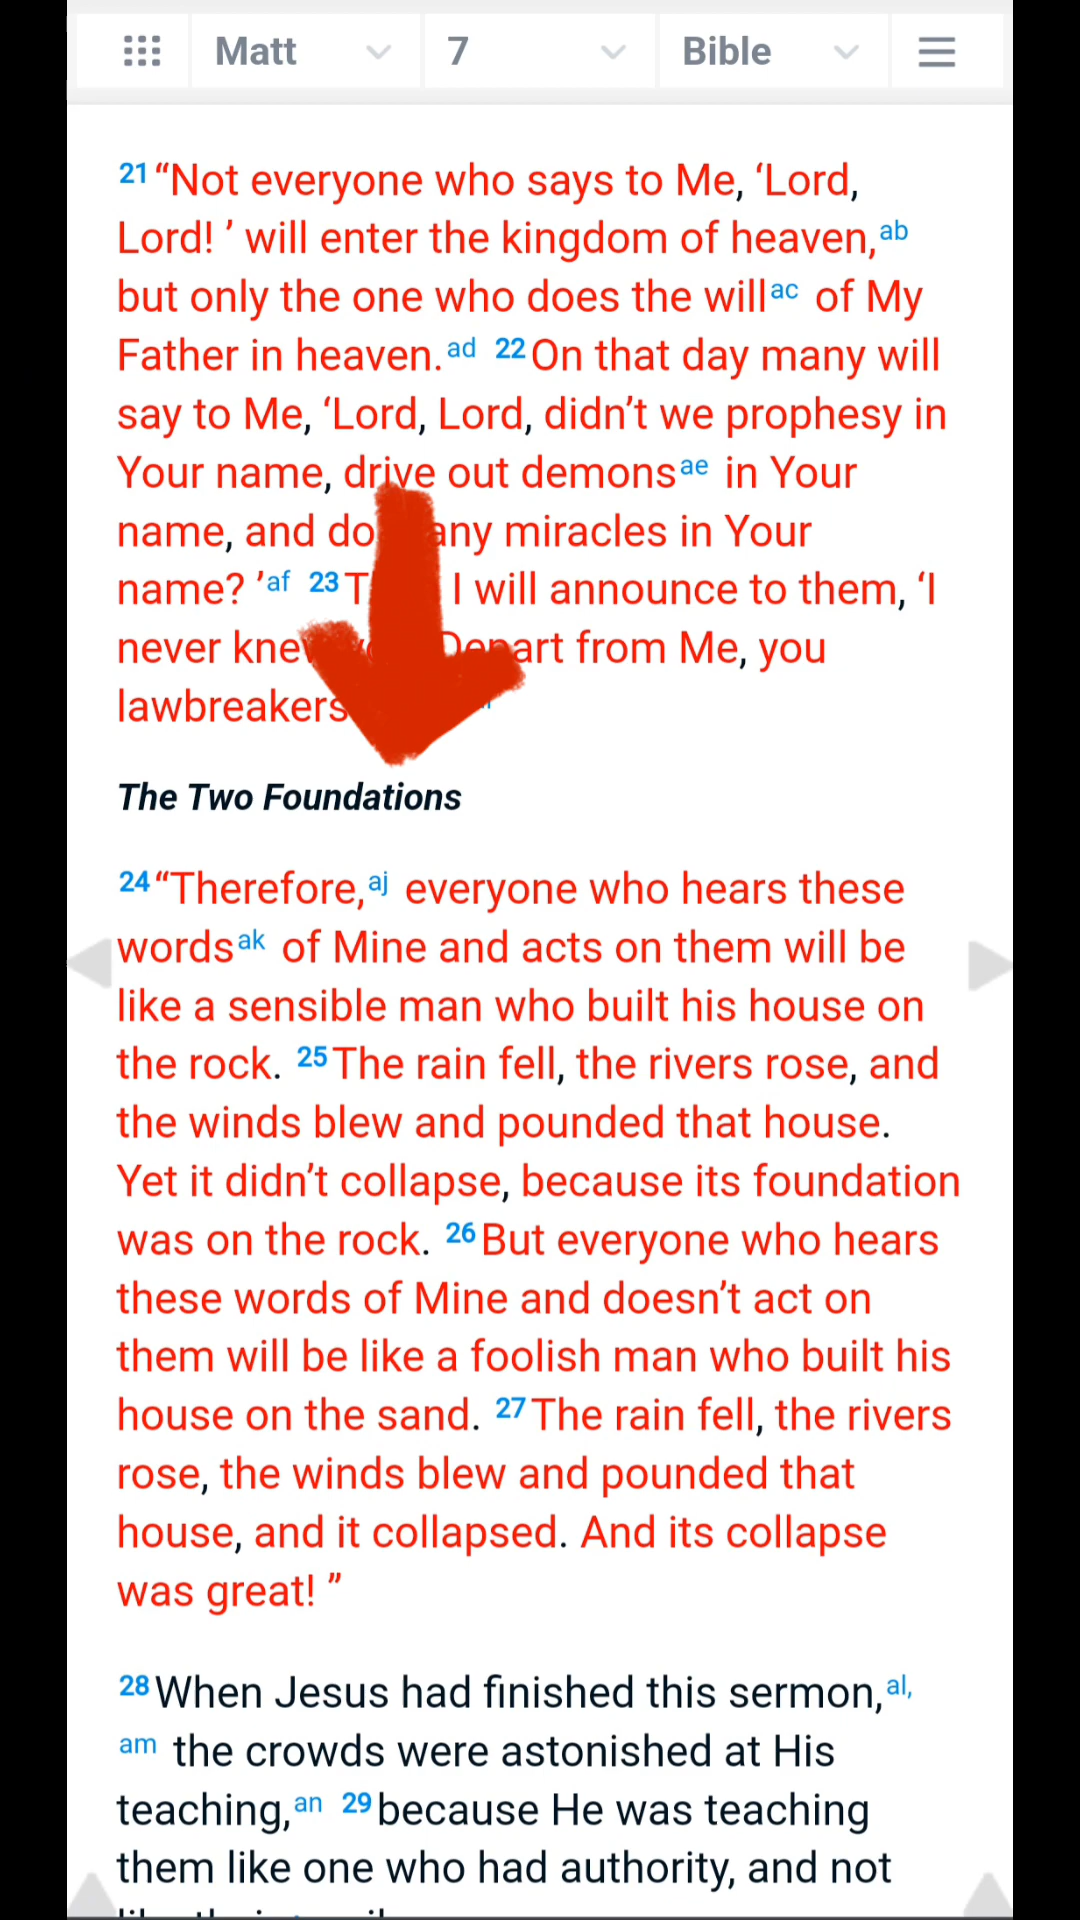 Matt 7 Bible
21 “Not everyone who says to Me, ‘Lord,
Lord! ’ will enter the kingdom of heaven,ab
but only the one who does the willac of My
Father in heaven.ad 22 On that day many will
say to Me, ‘Lord, Lord, didn’t we prophesy in
Your name, drive out demonsae in Your
name, and do any miracles in Your
name? ’af 23 I will announce to them, ‘I
never Depart from Me, you
lawbreakers
The Two Foundations
24 “Therefore,aj everyone who hears these
wordsak of Mine and acts on them will be
like a sensible man who built his house on
the rock. 25 The rain fell, the rivers rose, and
the winds blew and pounded that house.
Yet it didn’t collapse, because its foundation
was on the rock. 26 But everyone who hears
these words of Mine and doesn’t act on
them will be like a foolish man who built his
house on the sand. 27 The rain fell, the rivers
rose, the winds blew and pounded that
house, and it collapsed. And its collapse
was great! ”
28 When Jesus had finished this sermon,al,
am the crowds were astonished at His
teaching,an 29 because He was teaching
them like one who had authority, and not